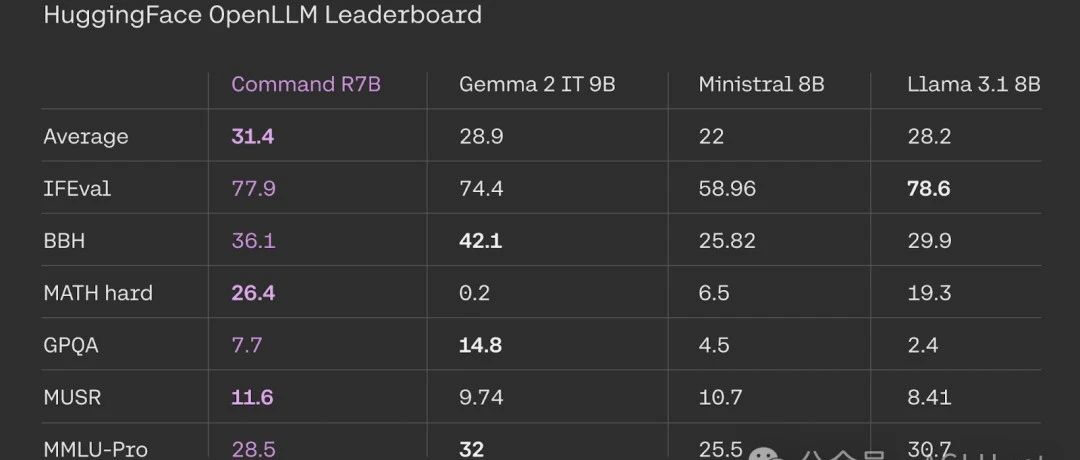 HuggingFace OpenLLM Leaderboard
Command R7B Gemma 2 IT 9B Ministral 8B Llama 3.1 8B
Average 31.4 28.9 22 28.2
IFEval 77.9 74.4 58.96 78.6
BBH 36.1 42.1 25.82 29.9
MATH hard 26.4 0.2 6.5 19.3
GPQA 7.7 14.8 4.5 2.4
MUSR 11.6 9.74 10.7 8.41
MMLU-Pro 28.5 32 25.5 30.7